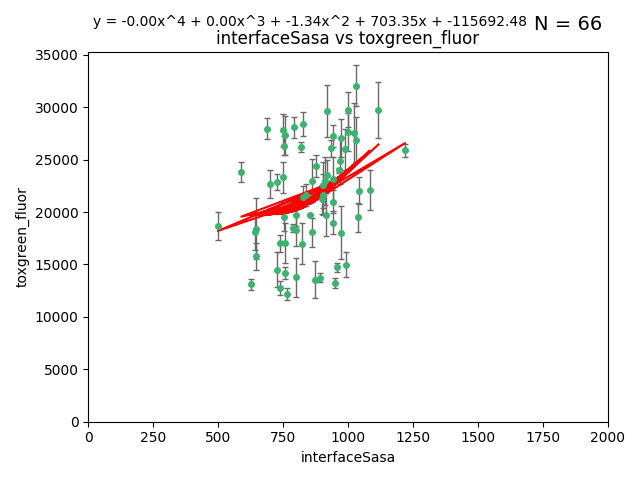 y = -0.00x^4 + 0.00x^3 + -1.34x^2 + 703.35x + -115692.48 N = 66
interfaceSasa vs toxgreen_fluor
35000
30000
25000
20000
15000
10000
5000
0
toxgreen_fluor
0 250 500 750 1000 1250 1500 1750 2000
interfaceSasa